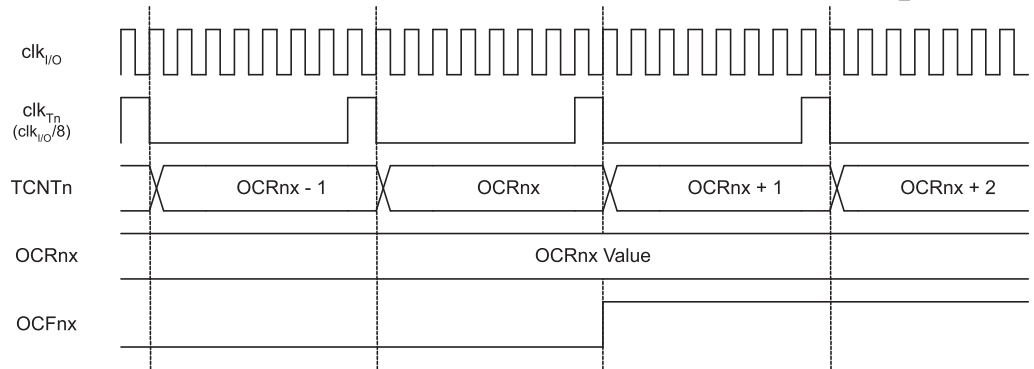 clkI/O
clkTn
(clkI/O/8)
TCNTn OCRnx - 1 OCRnx OCRnx + 1 OCRnx + 2
OCRnx OCRnx Value
OCFnx